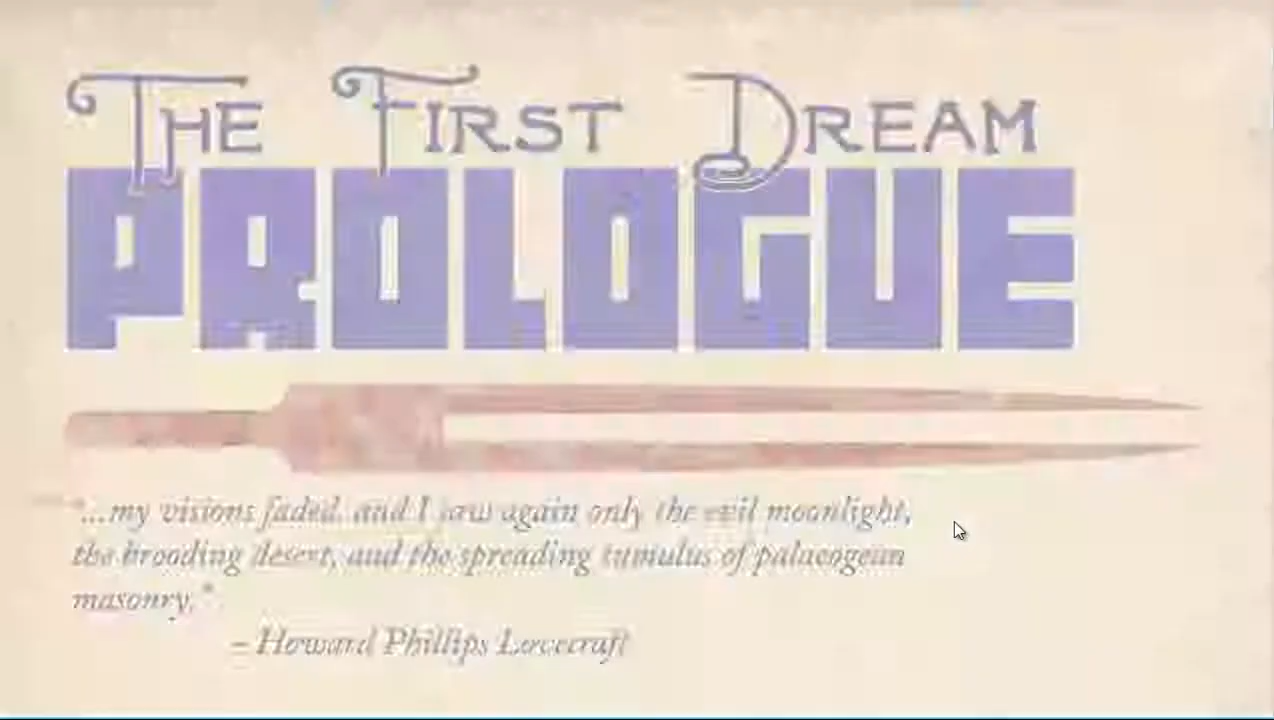 The First Dream
PROLOGUE
"...my visions faded, and I saw again only the evil moonlight,
the brooding desert, and the spreading tumulus of palaeogean
masonry."
– Howard Phillips Lovecraft